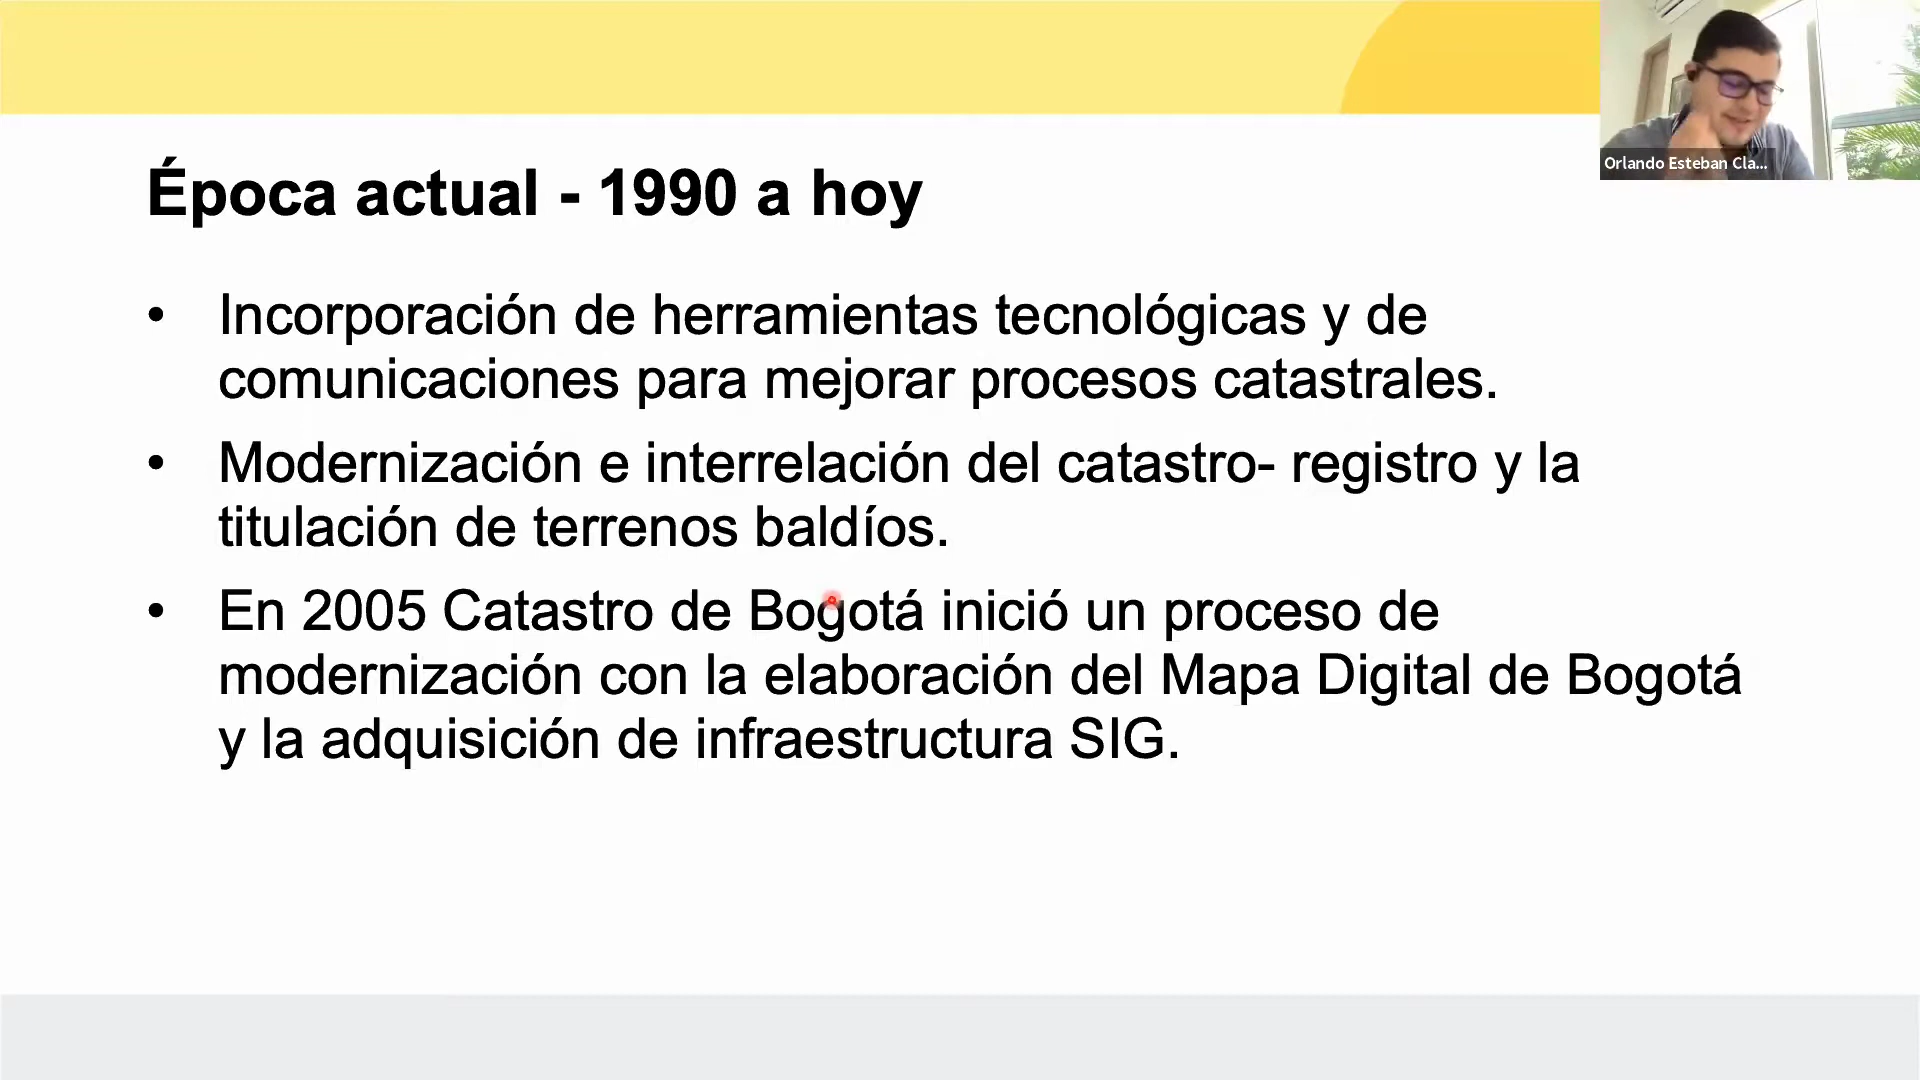 Orlando Esteban Cla...
Época actual - 1990 a hoy
• Incorporación de herramientas tecnológicas y de
comunicaciones para mejorar procesos catastrales.
• Modernización e interrelación del catastro- registro y la
titulación de terrenos baldíos.
• En 2005 Catastro de Bogotá inició un proceso de
modernización con la elaboración del Mapa Digital de Bogotá
y la adquisición de infraestructura SIG.